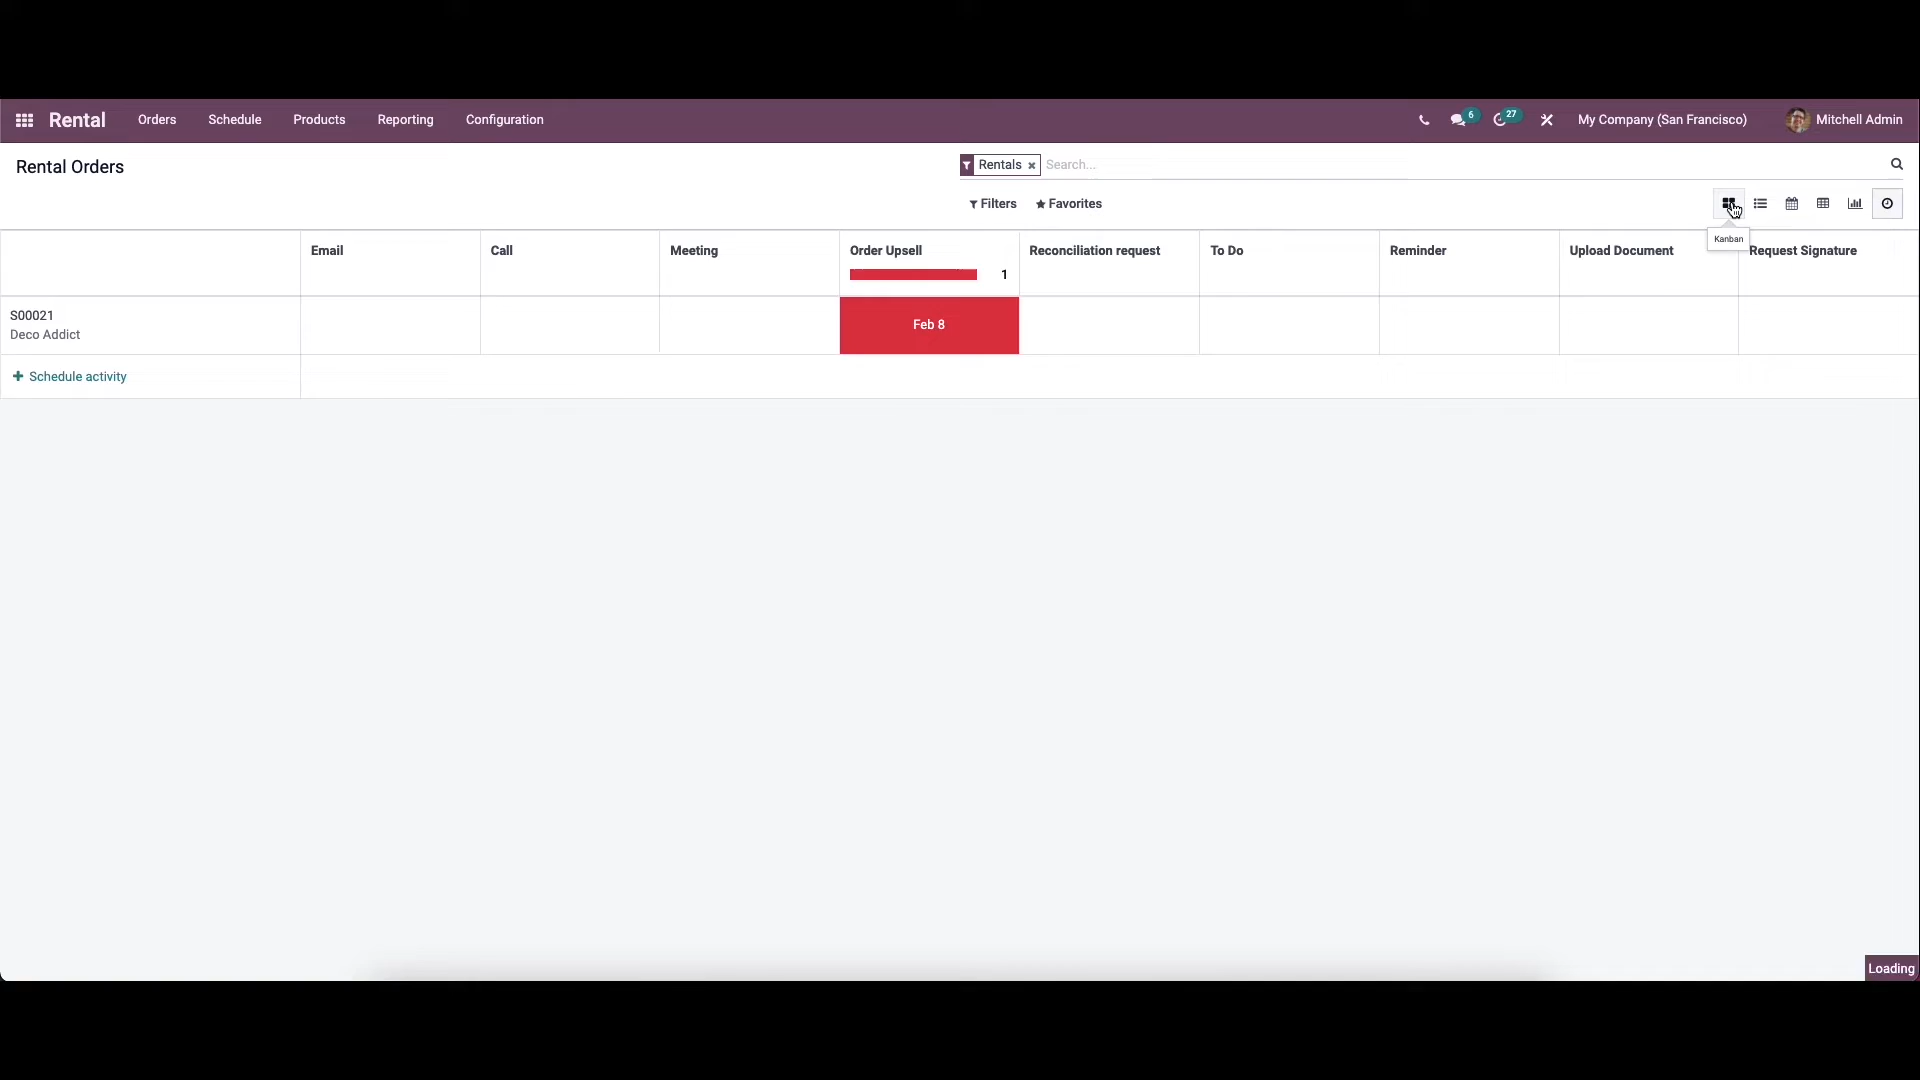 Rental Orders Schedule Products Reporting Configuration 6 27 My Company (San Francisco) Mitchell Admin
Rental Orders
Rentals × Search...
Filters Favorites
Kanban
Email Call Meeting Order Upsell Reconciliation request To Do Reminder Upload Document Request Signature
1
S00021
Deco Addict
Feb 8
+ Schedule activity
Loading